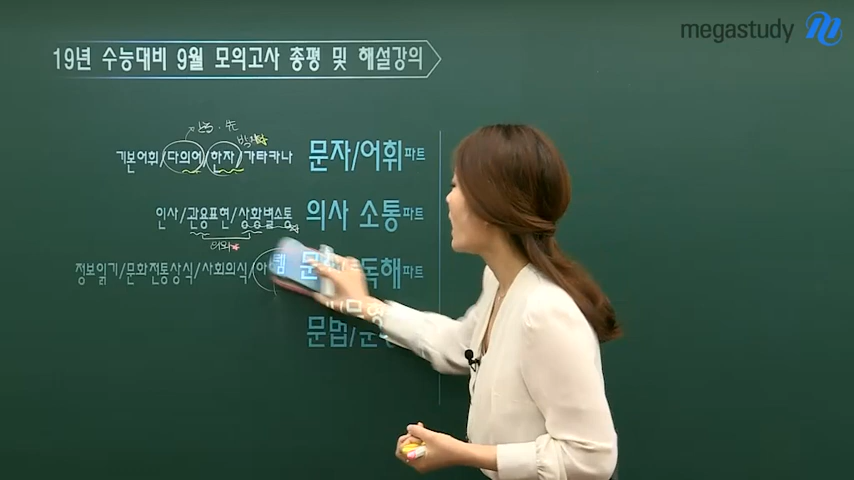 megastudy
19년 수능대비 9월 모의고사 총평 및 해설강의
기본어휘/다의어/한자/가타카나 문자/어휘파트
인사/관용표현/상황별소통 의사 소통파트
정보읽기/문화전통상식/사회의식/아 독해파트
문법/문